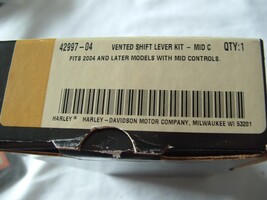 42997-04 VENTED SHIFT LEVER KIT - MID C QTY:1
FITS 2004 AND LATER MODELS WITH MID CONTROLS.
HARLEY® HARLEY-DAVIDSON MOTOR COMPANY, MILWAUKEE WI 53201